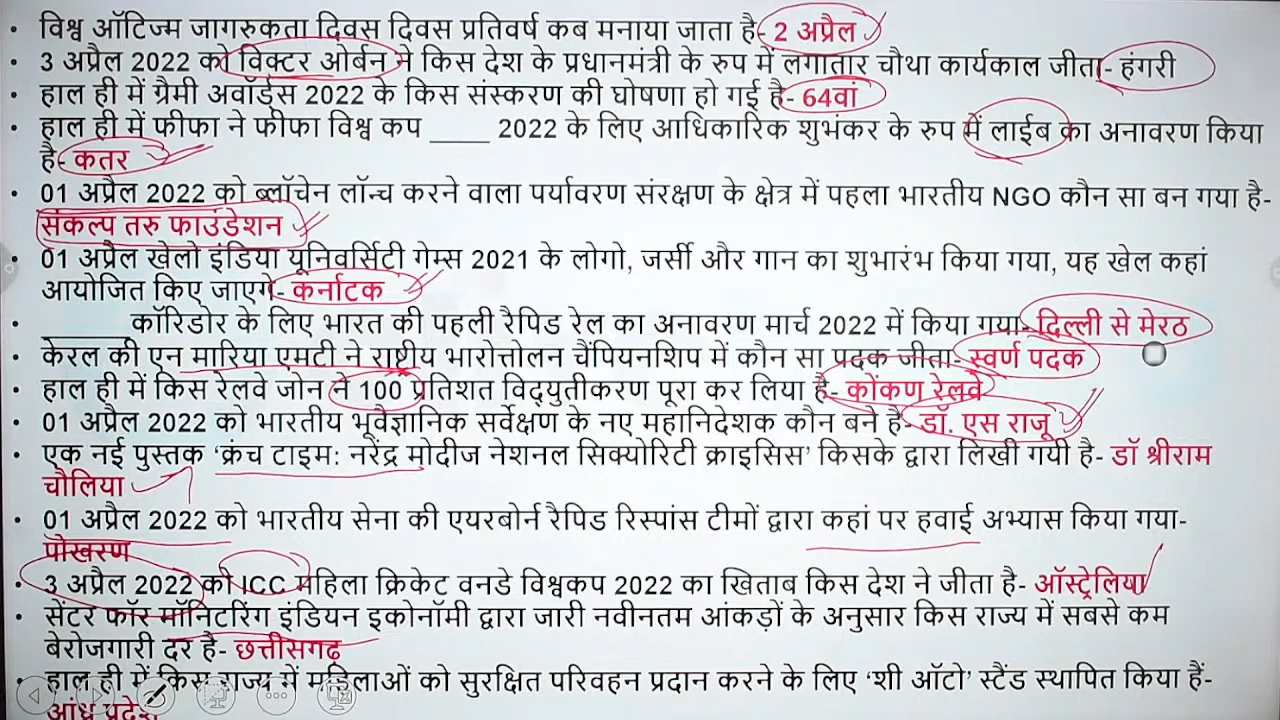 • विश्व ऑटिज्म जागरुकता दिवस दिवस प्रतिवर्ष कब मनाया जाता है- 2 अप्रैल
• 3 अप्रैल 2022 को विक्टर ओर्बन ने किस देश के प्रधानमंत्री के रुप में लगातार चौथा कार्यकाल जीता- हंगरी
• हाल ही में ग्रैमी अवॉर्ड्स 2022 के किस संस्करण की घोषणा हो गई है- 64वां
• हाल ही में फीफा ने फीफा विश्व कप ____ 2022 के लिए आधिकारिक शुभंकर के रुप में लाईब का अनावरण किया
है- कतर
• 01 अप्रैल 2022 को ब्लॉचेन लॉन्च करने वाला पर्यावरण संरक्षण के क्षेत्र में पहला भारतीय NGO कौन सा बन गया है-
संकल्प तरु फाउंडेशन
• 01 अप्रैल खेलो इंडिया यूनिवर्सिटी गेम्स 2021 के लोगो, जर्सी और गान का शुभारंभ किया गया, यह खेल कहां
आयोजित किए जाएगे- कर्नाटक
• ______ कॉरिडोर के लिए भारत की पहली रैपिड रेल का अनावरण मार्च 2022 में किया गया- दिल्ली से मेरठ
• केरल की एन मारिया एमटी ने राष्ट्रीय भारोत्तोलन चैंपियनशिप में कौन सा पदक जीता- स्वर्ण पदक
• हाल ही में किस रेलवे जोन ने 100 प्रतिशत विद्युतीकरण पूरा कर लिया है- कोंकण रेलवे
• 01 अप्रैल 2022 को भारतीय भूवैज्ञानिक सर्वेक्षण के नए महानिदेशक कौन बने है- डॉ. एस राजू
• एक नई पुस्तक ‘क्रंच टाइम: नरेंद्र मोदीज नेशनल सिक्योरिटी क्राइसिस’ किसके द्वारा लिखी गयी है- डॉ श्रीराम
चौलिया
• 01 अप्रैल 2022 को भारतीय सेना की एयरबोर्न रैपिड रिस्पांस टीमों द्वारा कहां पर हवाई अभ्यास किया गया-
पोखरण
• 3 अप्रैल 2022 को ICC महिला क्रिकेट वनडे विश्वकप 2022 का खिताब किस देश ने जीता है- ऑस्ट्रेलिया
• सेंटर फॉर मॉनिटरिंग इंडियन इकोनॉमी द्वारा जारी नवीनतम आंकड़ों के अनुसार किस राज्य में सबसे कम
बेरोजगारी दर है- छत्तीसगढ़
• हाल ही में किस राज्य में महिलाओं को सुरक्षित परिवहन प्रदान करने के लिए ‘शी ऑटो’ स्टैंड स्थापित किया हैं-
आंध्र प्रदेश